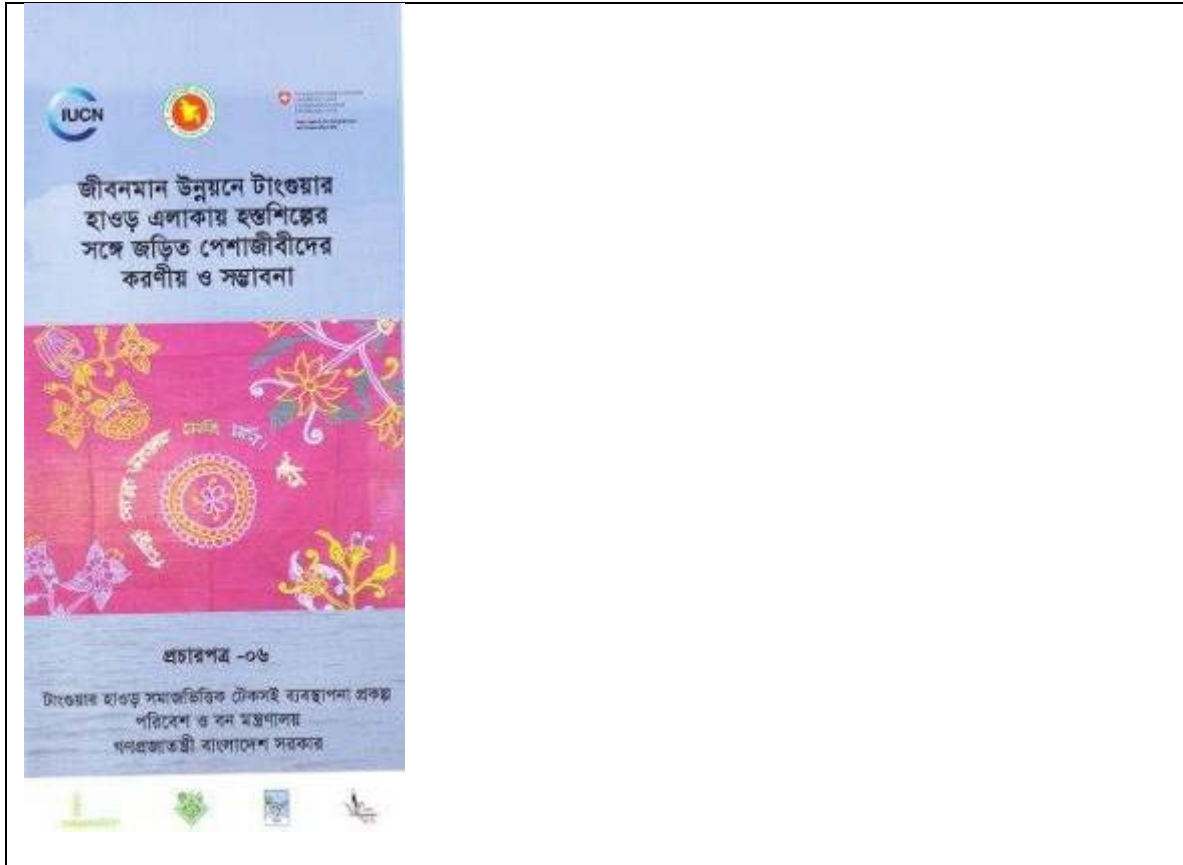 IUCN
জীবনমান উন্নয়নে টাংগুয়ার
হাওড় এলাকায় হস্তশিল্পের
সঙ্গে জড়িত পেশাজীবীদের
করণীয় ও সম্ভাবনা
প্রচারপত্র -০৬
টাংগুয়ার হাওড় সমাজভিত্তিক টেকসই ব্যবস্থাপনা প্রকল্প
পরিবেশ ও বন মন্ত্রণালয়
গণপ্রজাতন্ত্রী বাংলাদেশ সরকার